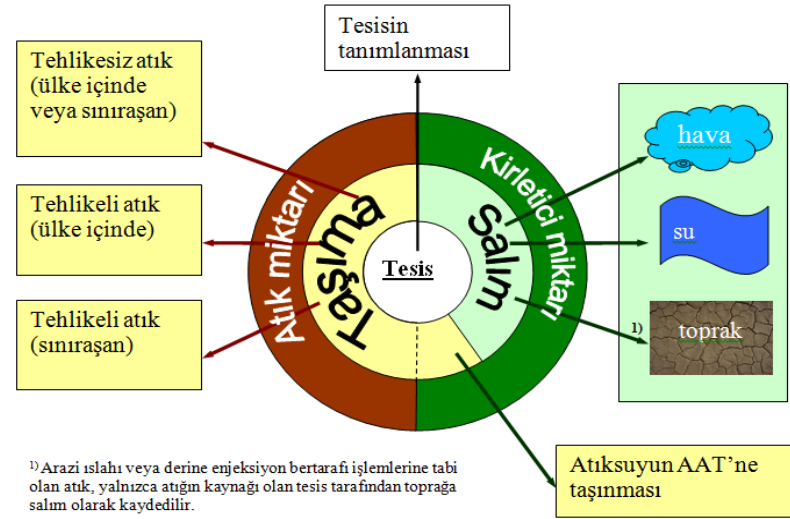 Tesisin
tanımlanması
Tehlikesiz atık
(ülke içinde
veya sınıraşan)
Tehlikeli atık
(ülke içinde)
Tehlikeli atık
(sınıraşan)
Atık miktarı
Taşıma
Tesis
Salım
Kirletici miktarı
hava
su
1)
toprak
Atıksuyun AAT’ne
taşınması
1) Arazi ıslahı veya derine enjeksiyon bertarafı işlemlerine tabi
olan atık, yalnızca atığın kaynağı olan tesis tarafından toprağa
salım olarak kaydedilir.